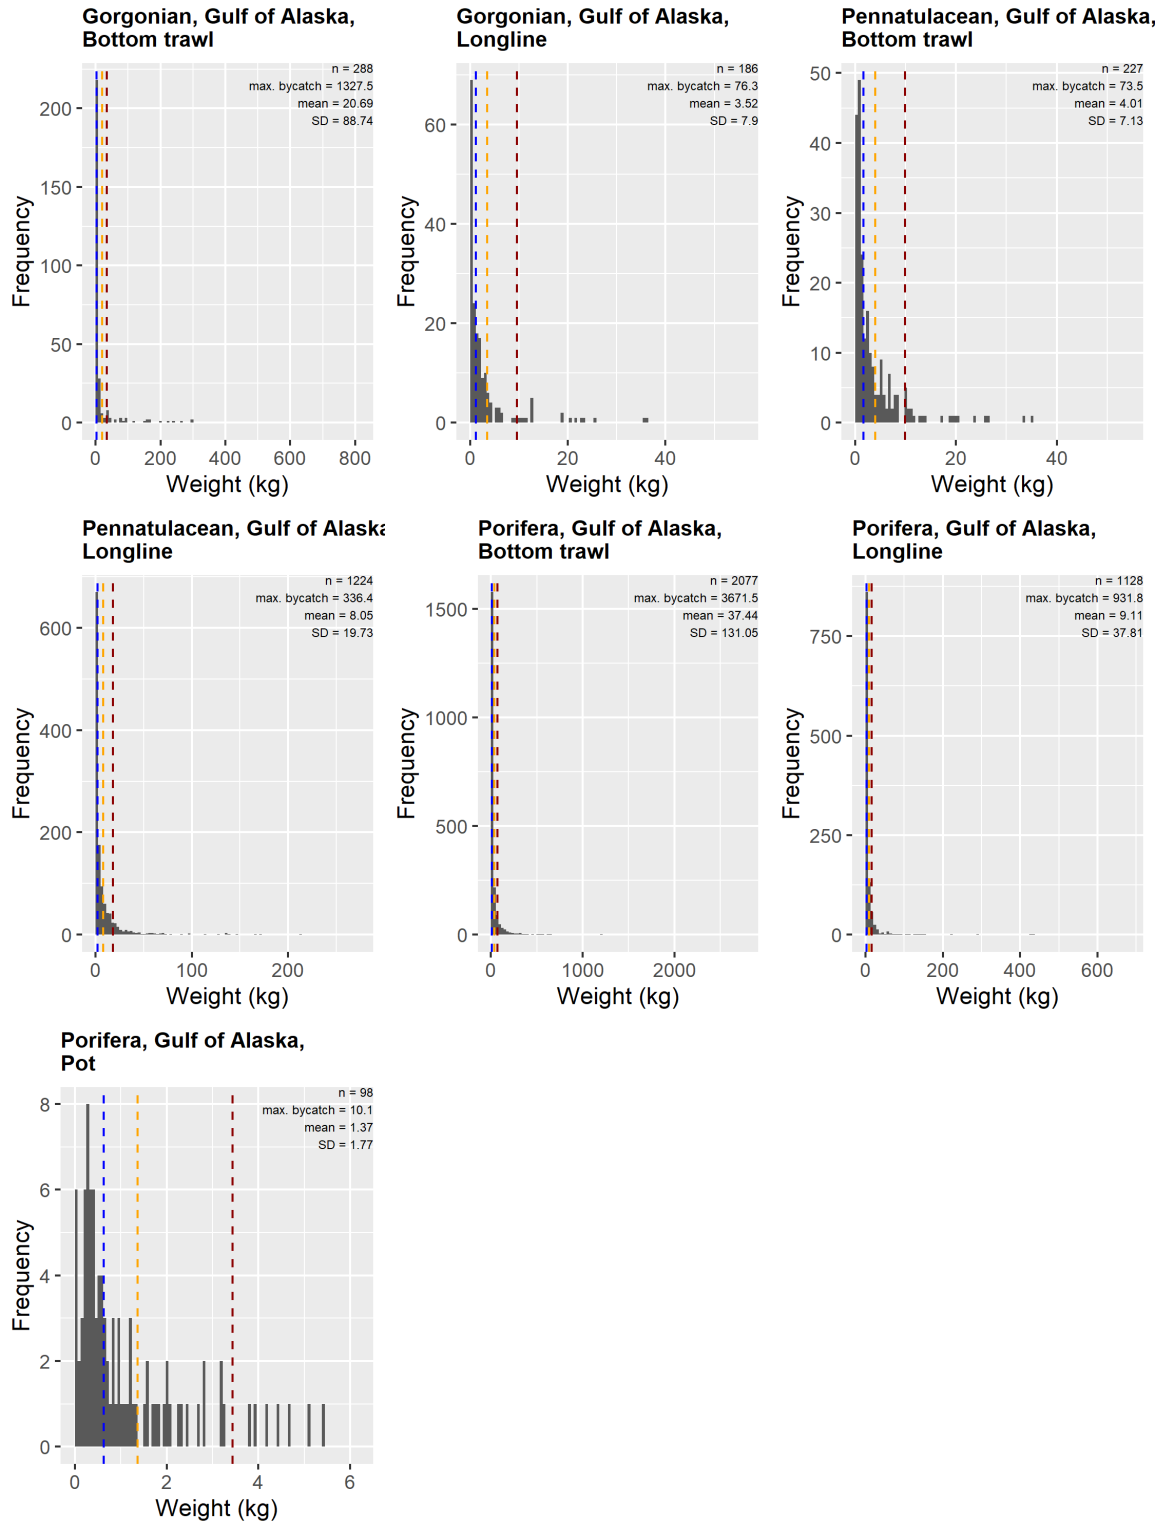 Gorgonian, Gulf of Alaska,
Bottom trawl
n = 288
max. bycatch = 1327.5
mean = 20.69
SD = 88.74
200
150
100
50
0
Frequency
0 200 400 600 800
Weight (kg)
Gorgonian, Gulf of Alaska,
Longline
n = 186
max. bycatch = 76.3
mean = 3.52
SD = 7.9
60
40
20
0
Frequency
0 20 40
Weight (kg)
Pennatulacean, Gulf of Alaska,
Bottom trawl
n = 227
max. bycatch = 73.5
mean = 4.01
SD = 7.13
50
40
30
20
10
0
Frequency
0 20 40
Weight (kg)
Pennatulacean, Gulf of Alaska
Longline
n = 1224
max. bycatch = 336.4
mean = 8.05
SD = 19.73
600
400
200
0
Frequency
0 100 200
Weight (kg)
Porifera, Gulf of Alaska,
Bottom trawl
n = 2077
max. bycatch = 3671.5
mean = 37.44
SD = 131.05
1500
1000
500
0
Frequency
0 1000 2000
Weight (kg)
Porifera, Gulf of Alaska,
Longline
n = 1128
max. bycatch = 931.8
mean = 9.11
SD = 37.81
750
500
250
0
Frequency
0 200 400 600
Weight (kg)
Porifera, Gulf of Alaska,
Pot
n = 98
max. bycatch = 10.1
mean = 1.37
SD = 1.77
8
6
4
2
0
Frequency
0 2 4 6
Weight (kg)